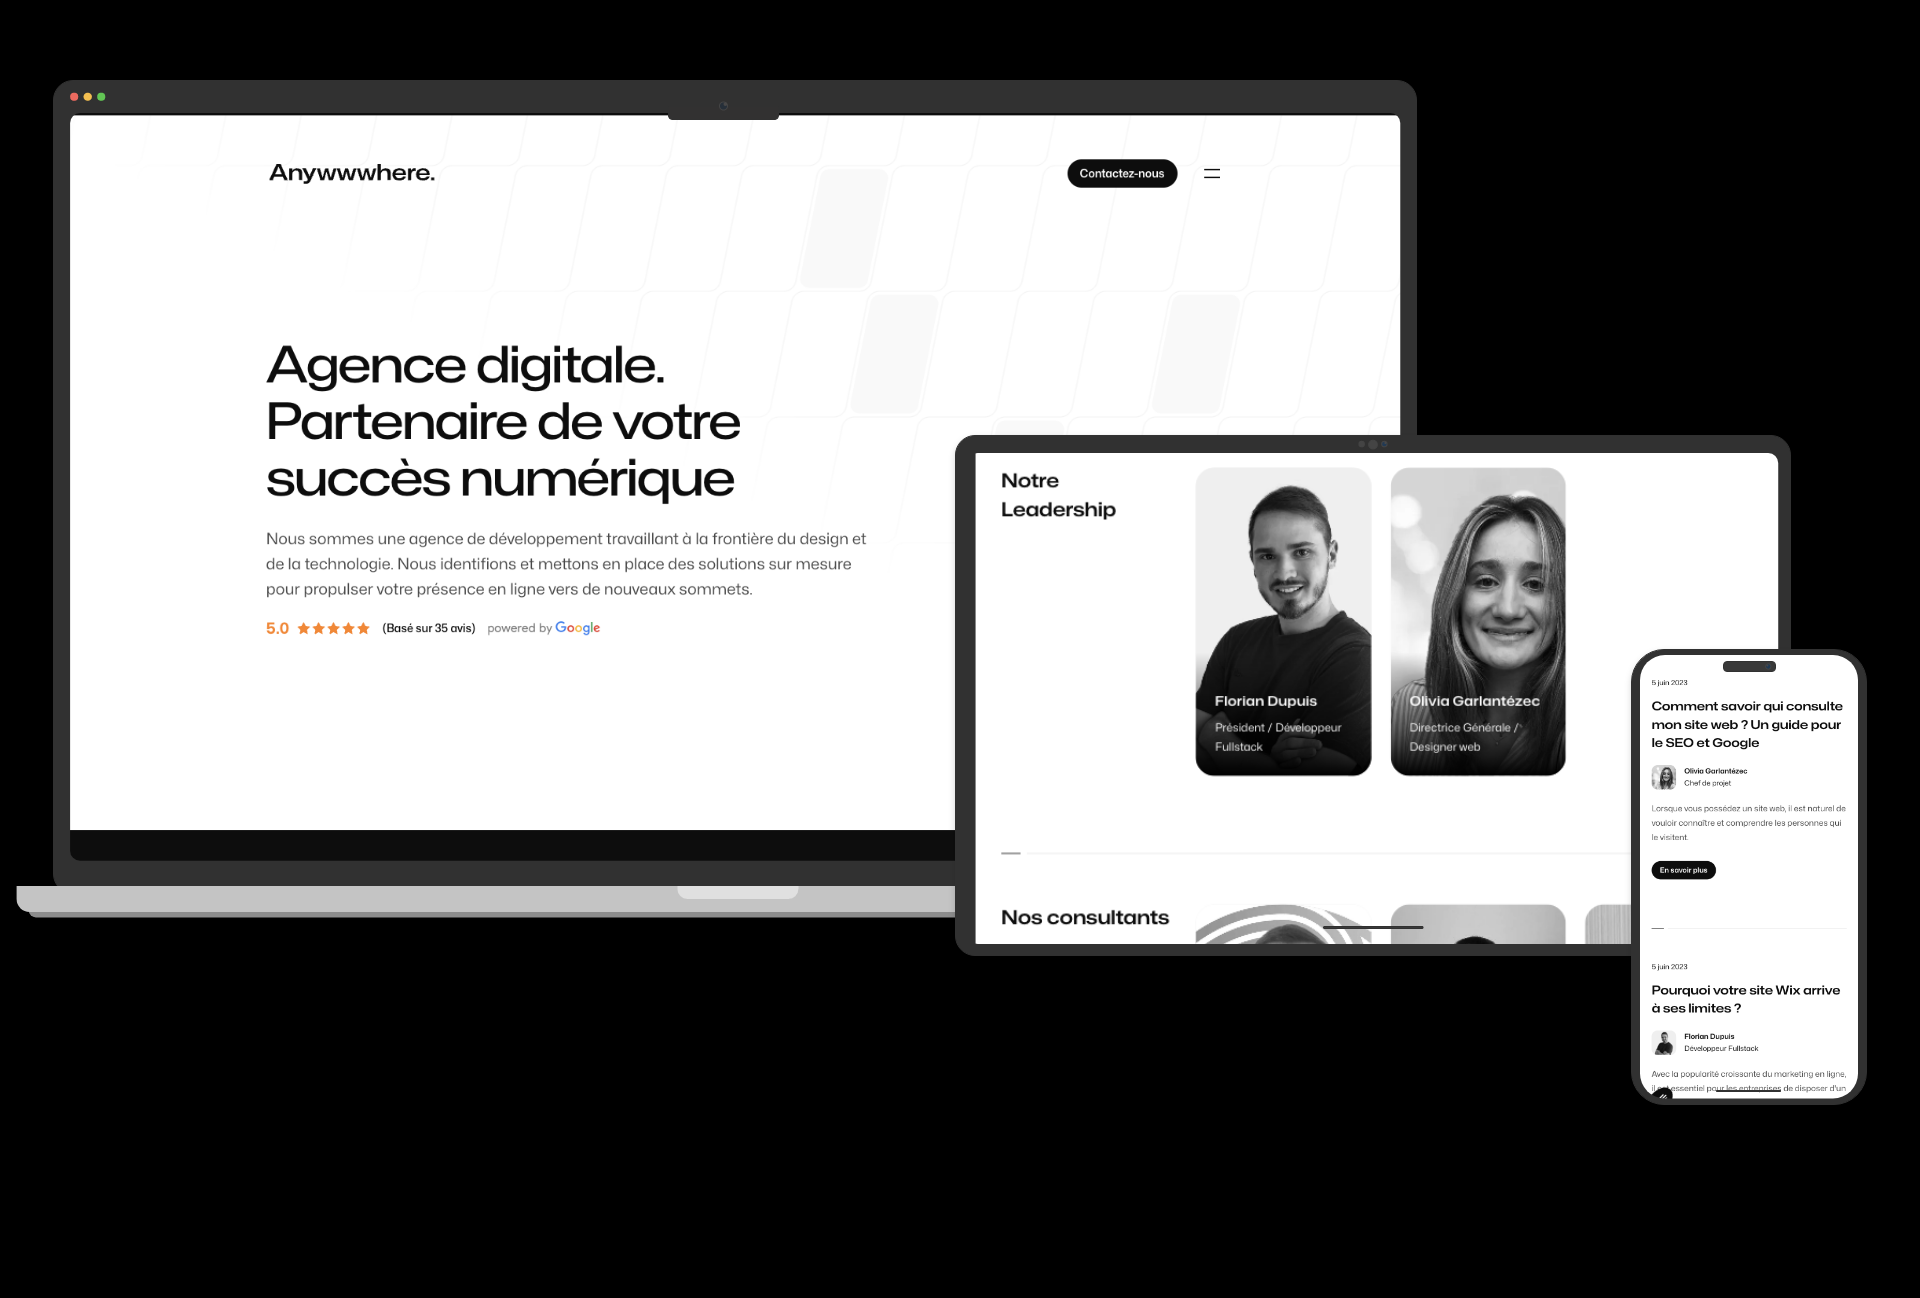 Anywwwhere.
Contactez-nous
Agence digitale.
Partenaire de votre
succès numérique
Nous sommes une agence de développement travaillant à la frontière du design et
de la technologie. Nous identifions et mettons en place des solutions sur mesure
pour propulser votre présence en ligne vers de nouveaux sommets.
5.0 (Basé sur 35 avis) powered by Google
Notre
Leadership
Florian Dupuis
Président / Développeur
Fullstack
Olivia Garlantézec
Directrice Générale /
Designer web
Nos consultants
5 juin 2023
Comment savoir qui consulte
mon site web ? Un guide pour
le SEO et Google
Olivia Garlantézec
Chef de projet
Lorsque vous possédez un site web, il est naturel de
vouloir connaître et comprendre les personnes qui
le visitent.
En savoir plus
5 juin 2023
Pourquoi votre site Wix arrive
à ses limites ?
Florian Dupuis
Développeur Fullstack
Avec la popularité croissante du marketing en ligne,
il est essentiel pour les entreprises de disposer d'un